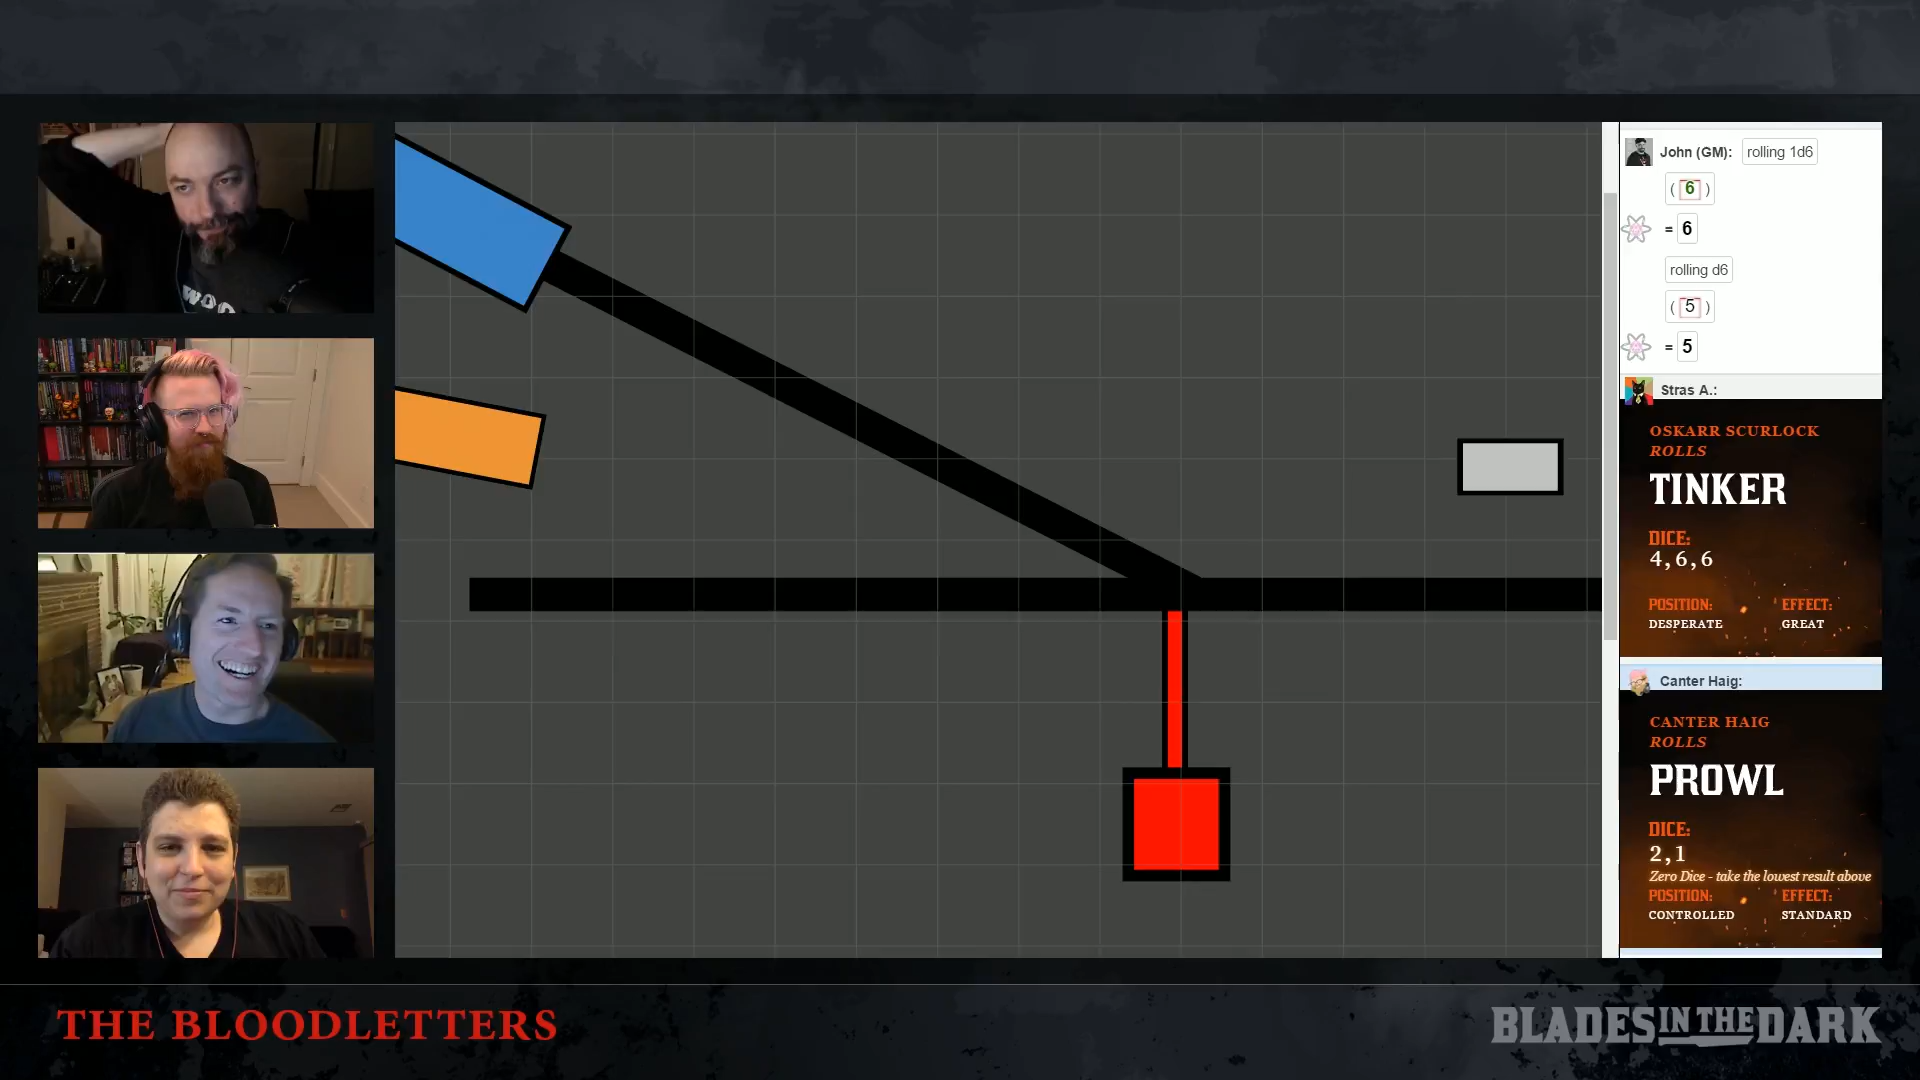 John (GM): rolling 1d6
( 6 )
= 6
rolling d6
( 5 )
= 5
Stras A.:
OSKARR SCURLOCK
ROLLS
TINKER
DICE:
4,6,6
POSITION: EFFECT:
DESPERATE GREAT
Canter Haig:
CANTER HAIG
ROLLS
PROWL
DICE:
2,1
Zero Dice - take the lowest result above
POSITION: EFFECT:
CONTROLLED STANDARD
THE BLOODLETTERS
BLADES IN THE DARK